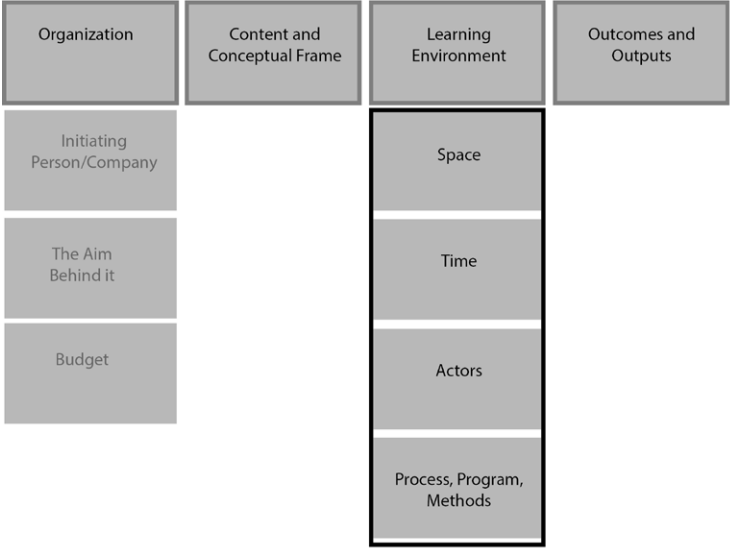 Organization
Content and
Conceptual Frame
Learning
Environment
Outcomes and
Outputs
Initiating
Person/Company
The Aim
Behind it
Budget
Space
Time
Actors
Process, Program,
Methods